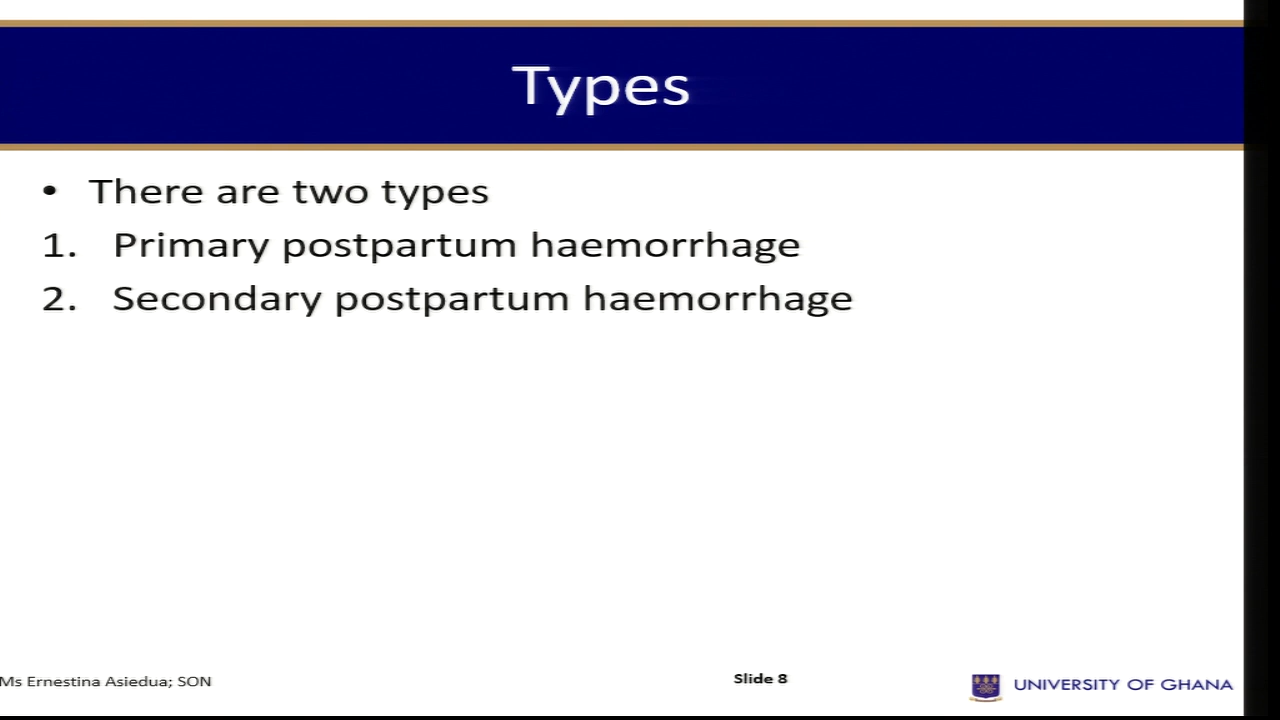 Types
• There are two types
1. Primary postpartum haemorrhage
2. Secondary postpartum haemorrhage
Ms Ernestina Asiedua; SON
Slide 8
UNIVERSITY OF GHANA